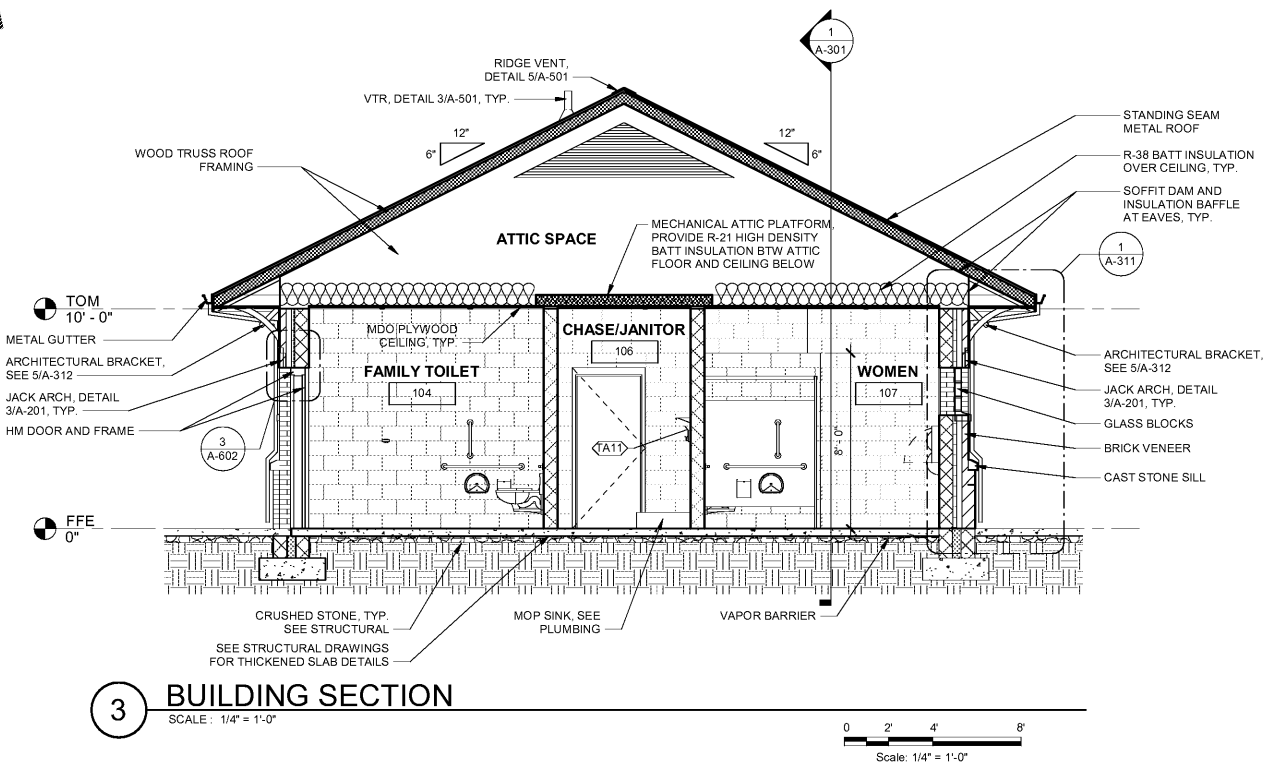 1
A-301
RIDGE VENT,
DETAIL 5/A-501
VTR, DETAIL 3/A-501, TYP.
12"
6"
12"
6"
WOOD TRUSS ROOF
FRAMING
STANDING SEAM
METAL ROOF
R-38 BATT INSULATION
OVER CEILING, TYP.
SOFFIT DAM AND
INSULATION BAFFLE
AT EAVES, TYP.
ATTIC SPACE
MECHANICAL ATTIC PLATFORM,
PROVIDE R-21 HIGH DENSITY
BATT INSULATION BTW ATTIC
FLOOR AND CEILING BELOW
1
A-311
TOM
10' - 0"
METAL GUTTER
ARCHITECTURAL BRACKET,
SEE 5/A-312
JACK ARCH, DETAIL
3/A-201, TYP.
HM DOOR AND FRAME
3
A-602
MDO PLYWOOD
CEILING, TYP.
FAMILY TOILET
104
CHASE/JANITOR
106
WOMEN
107
TA11
8' - 0"
ARCHITECTURAL BRACKET,
SEE 5/A-312
JACK ARCH, DETAIL
3/A-201, TYP.
GLASS BLOCKS
BRICK VENEER
CAST STONE SILL
FFE
0"
CRUSHED STONE, TYP.
SEE STRUCTURAL
SEE STRUCTURAL DRAWINGS
FOR THICKENED SLAB DETAILS
MOP SINK, SEE
PLUMBING
VAPOR BARRIER
3
BUILDING SECTION
SCALE : 1/4" = 1'-0"
0 2' 4' 8'
Scale: 1/4" = 1'-0"